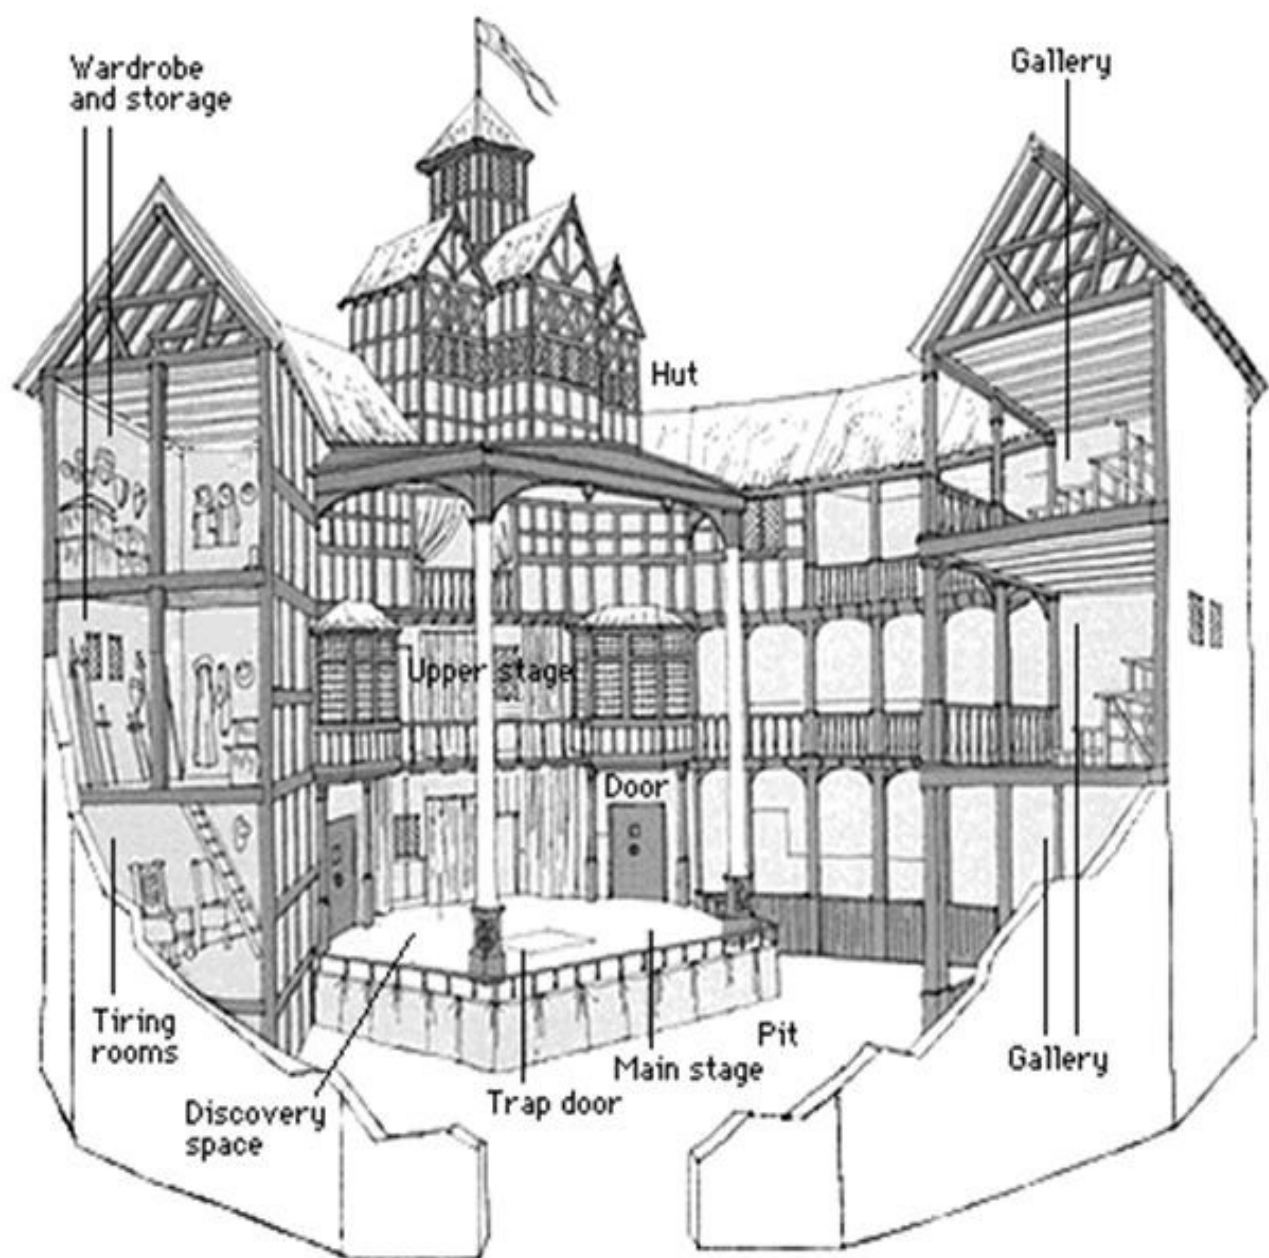 Wardrobe
and storage
Gallery
Hut
Upper stage
Door
Tiring
rooms
Discovery
space
Trap door
Main stage
Pit
Gallery